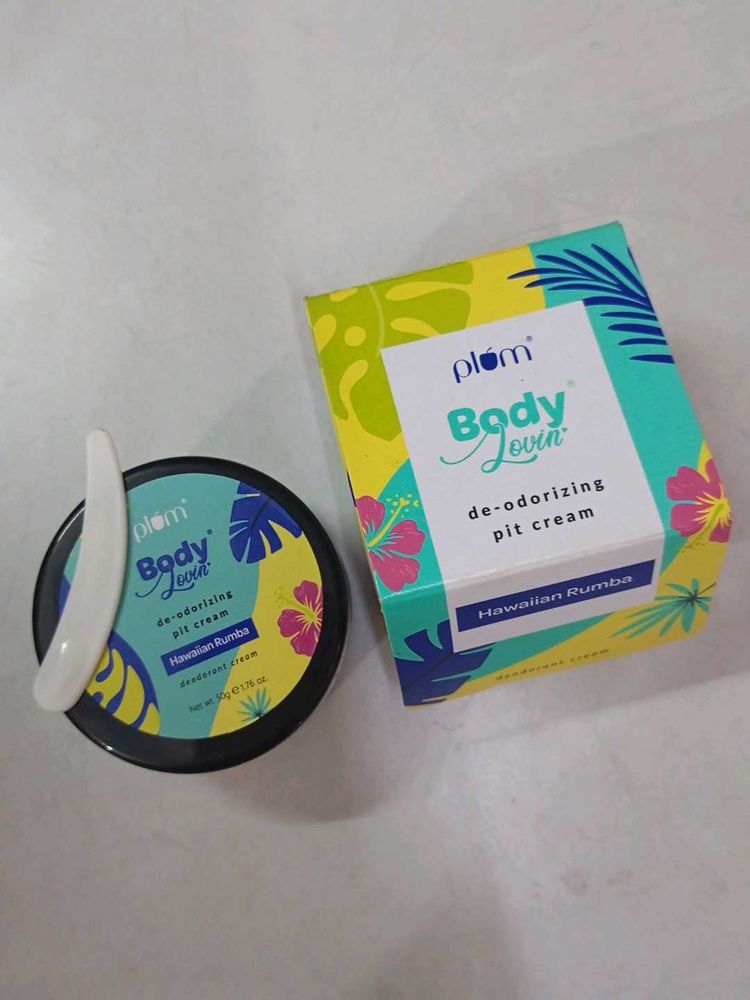 plum®
Body®
Lovin'
de-odorizing
pit cream
Hawaiian Rumba
deodorant cream
Net wt. 50g e 1.76 oz.
plum®
Body®
Lovin'
de-odorizing
pit cream
Hawaiian Rumba
deodorant cream